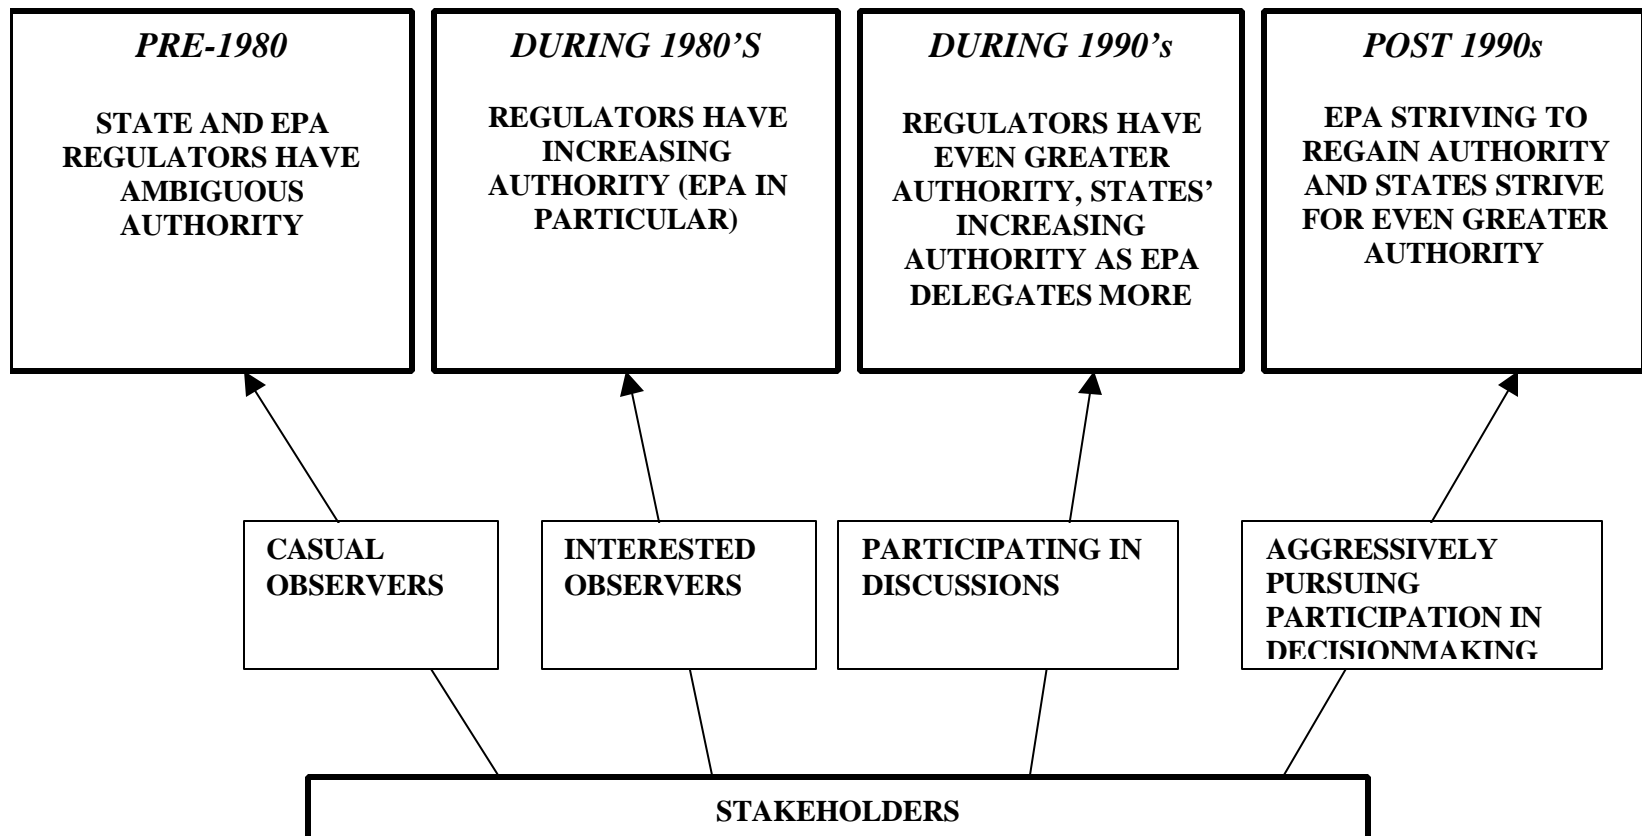 PRE-1980
STATE AND EPA
REGULATORS HAVE
AMBIGUOUS
AUTHORITY
DURING 1980’S
REGULATORS HAVE
INCREASING
AUTHORITY (EPA IN
PARTICULAR)
DURING 1990’s
REGULATORS HAVE
EVEN GREATER
AUTHORITY, STATES’
INCREASING
AUTHORITY AS EPA
DELEGATES MORE
POST 1990s
EPA STRIVING TO
REGAIN AUTHORITY
AND STATES STRIVE
FOR EVEN GREATER
AUTHORITY
CASUAL
OBSERVERS
INTERESTED
OBSERVERS
PARTICIPATING IN
DISCUSSIONS
AGGRESSIVELY
PURSUING
PARTICIPATION IN
DECISIONMAKING
STAKEHOLDERS